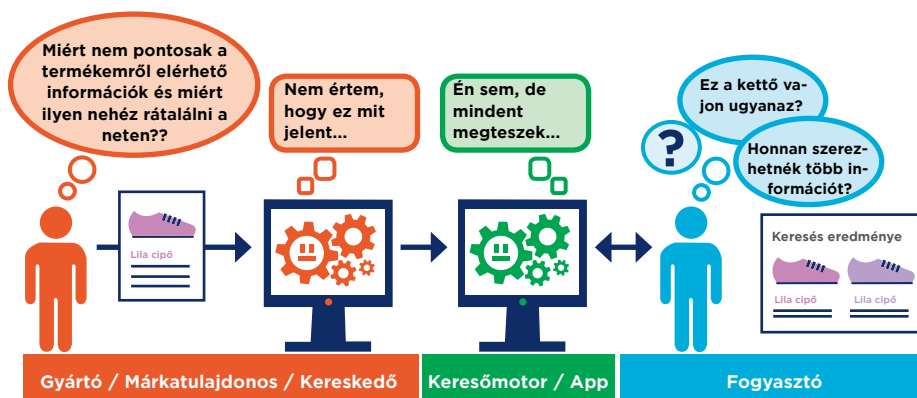 Miért nem pontosak a
termékemről elérhető
információk és miért
ilyen nehéz rátalálni a
neten??
Nem értem,
hogy ez mit
jelent...
Én sem, de
mindent
megteszek...
Ez a kettő va-
jon ugyanaz?
?
Honnan szerez-
hetnék több in-
formációt?
Lila cipő
Keresés eredménye
Lila cipő
Lila cipő
Gyártó / Márkatulajdonos / Kereskedő
Keresőmotor / App
Fogyasztó